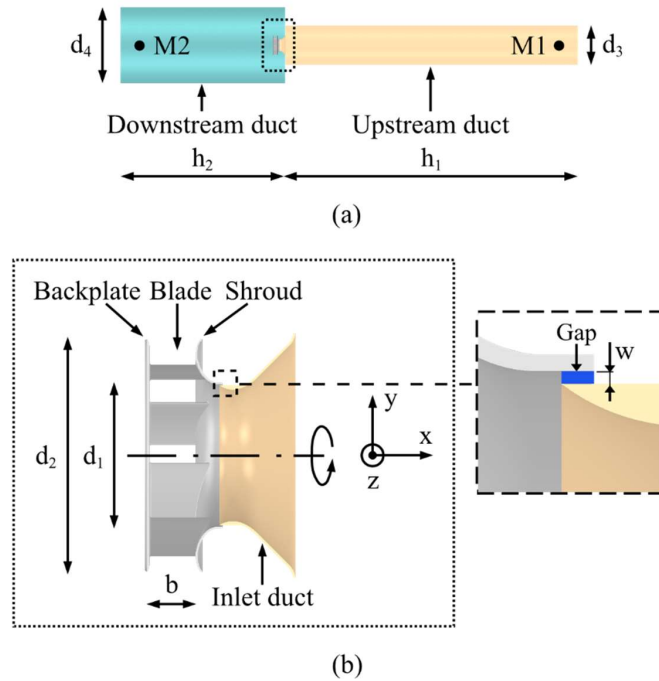 d₄
M2
M1
d₃
Downstream duct
Upstream duct
h₂
h₁
(a)
Backplate Blade Shroud
Gap
w
y
x
z
d₂
d₁
b
Inlet duct
(b)